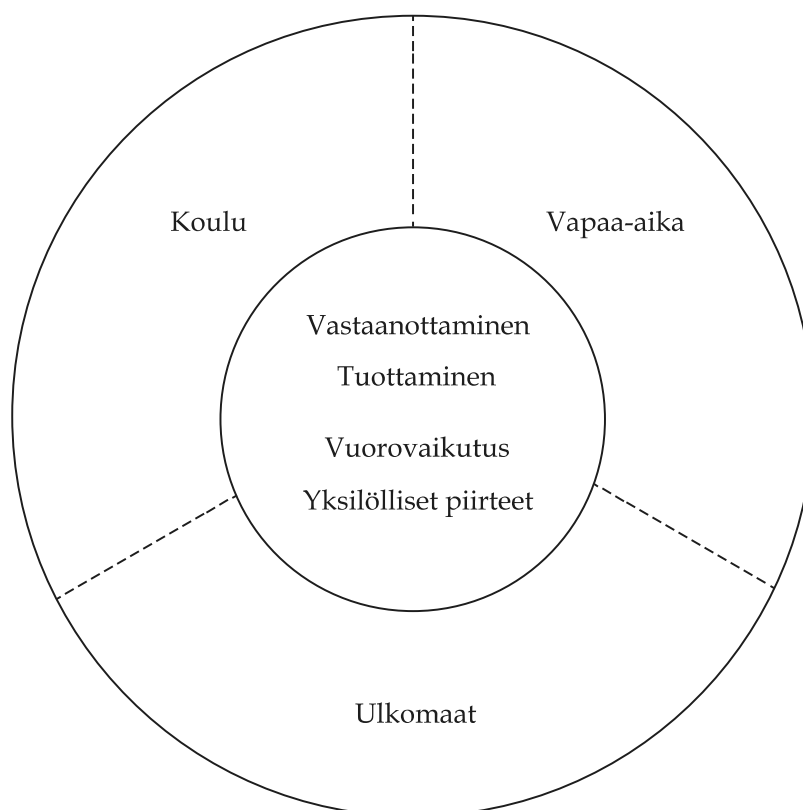 Koulu
Vapaa-aika
Vastaanottaminen
Tuottaminen
Vuorovaikutus
Yksilölliset piirteet
Ulkomaat